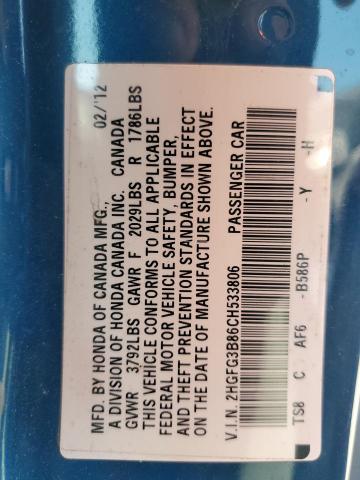 MFD. BY HONDA OF CANADA MFG., 02/'12
A DIVISION OF HONDA CANADA INC. CANADA
GVWR 3792LBS GAWR F 2029LBS R 1786LBS
THIS VEHICLE CONFORMS TO ALL APPLICABLE
FEDERAL MOTOR VEHICLE SAFETY, BUMPER,
AND THEFT PREVENTION STANDARDS IN EFFECT
ON THE DATE OF MANUFACTURE SHOWN ABOVE.
V.I.N. 2HGFG3B86CH533806 PASSENGER CAR
TS8 C AF6 -B586P -Y -H